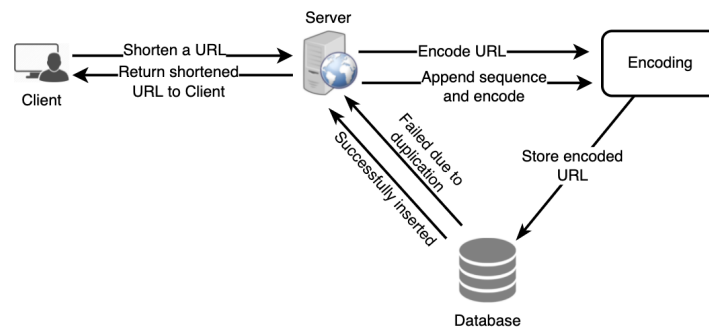 Server
Shorten a URL
Return shortened
URL to Client
Client
Encode URL
Append sequence
and encode
Encoding
Failed due to
duplication
Successfully inserted
Store encoded
URL
Database